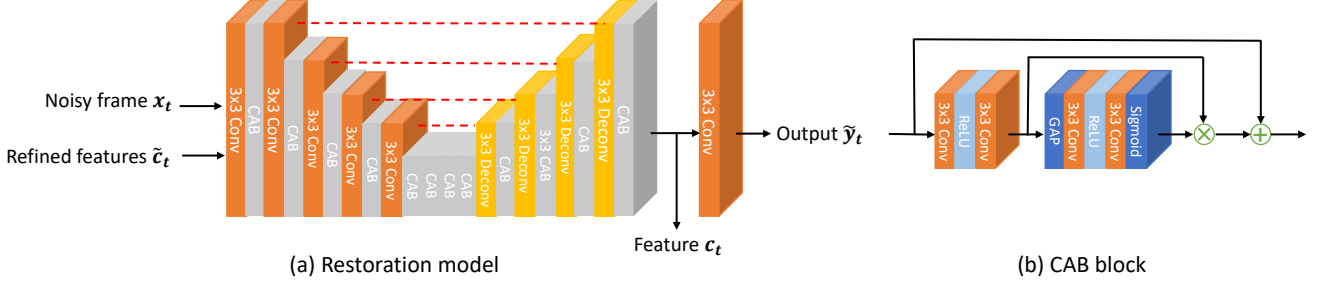 Noisy frame x_t
Refined features c̃_t
3x3 Conv
CAB
3x3 Conv
CAB
3x3 Conv
CAB
3x3 Conv
CAB
3x3 Conv
CAB
CAB
CAB
CAB
3x3 Deconv
CAB
3x3 Deconv
3x3 CAB
3x3 Deconv
CAB
3x3 Deconv
CAB
3x3 Conv
Output ỹ_t
Feature c_t
(a) Restoration model
3x3 Conv
ReLU
3x3 Conv
GAP
3x3 Conv
ReLU
3x3 Conv
Sigmoid
(b) CAB block